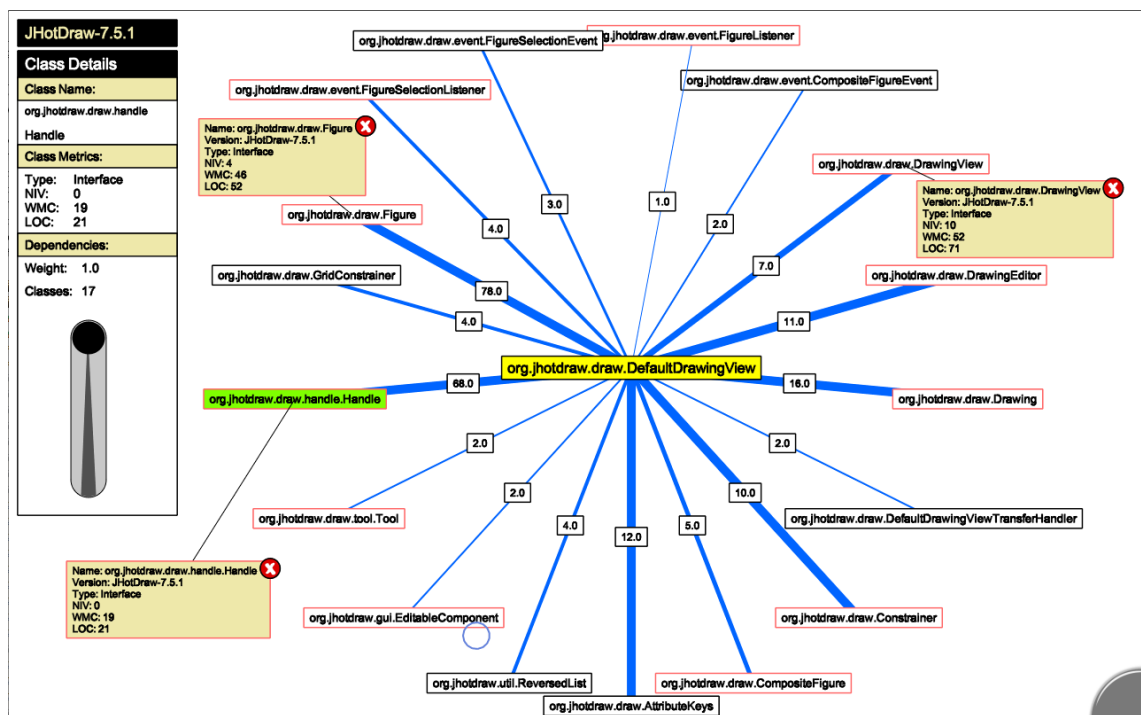 JHotDraw-7.5.1
Class Details
Class Name:
org.jhotdraw.draw.handle
Handle
Class Metrics:
Type: Interface
NIV: 0
WMC: 19
LOC: 21
Dependencies:
Weight: 1.0
Classes: 17
org.jhotdraw.draw.event.FigureListener
org.jhotdraw.draw.event.FigureSelectionEvent
org.jhotdraw.draw.event.CompositeFigureEvent
org.jhotdraw.draw.event.FigureSelectionListener
Name: org.jhotdraw.draw.Figure
Version: JHotDraw-7.5.1
Type: Interface
NIV: 4
WMC: 46
LOC: 52
org.jhotdraw.draw.DrawingView
Name: org.jhotdraw.draw.DrawingView
Version: JHotDraw-7.5.1
Type: Interface
NIV: 10
WMC: 52
LOC: 71
org.jhotdraw.draw.Figure
org.jhotdraw.draw.GridConstrainer
org.jhotdraw.draw.DrawingEditor
3.0
1.0
2.0
4.0
7.0
78.0
4.0
11.0
org.jhotdraw.draw.DefaultDrawingView
68.0
16.0
org.jhotdraw.draw.handle.Handle
org.jhotdraw.draw.Drawing
2.0
2.0
2.0
10.0
4.0
12.0
5.0
org.jhotdraw.draw.tool.Tool
org.jhotdraw.draw.DefaultDrawingViewTransferHandler
Name: org.jhotdraw.draw.handle.Handle
Version: JHotDraw-7.5.1
Type: Interface
NIV: 0
WMC: 19
LOC: 21
org.jhotdraw.gui.EditableComponent
org.jhotdraw.draw.Constrainer
org.jhotdraw.util.ReversedList
org.jhotdraw.draw.CompositeFigure
org.jhotdraw.draw.AttributeKeys